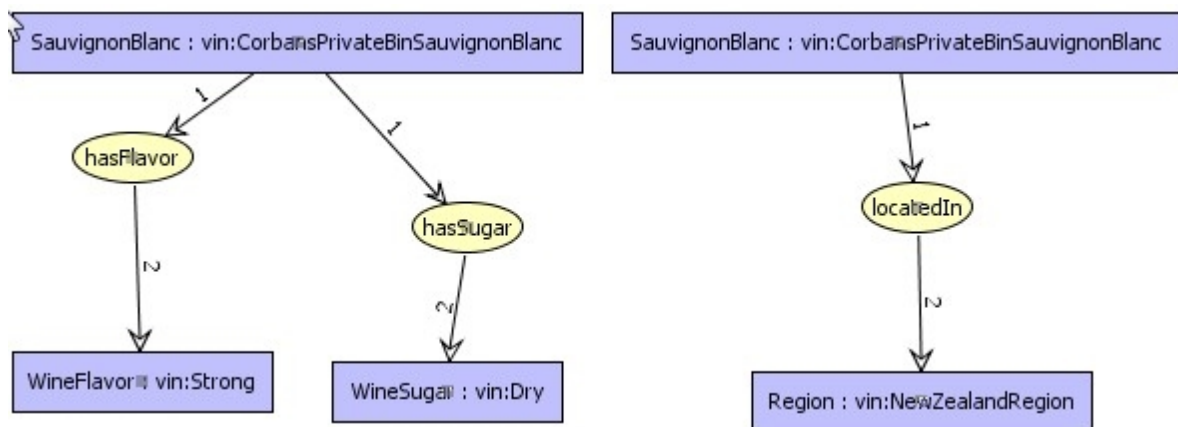 SauvignonBlanc : vin:CorbansPrivateBinSauvignonBlanc
1
1
hasFlavor
hasSugar
2
2
WineFlavor : vin:Strong
WineSugar : vin:Dry
SauvignonBlanc : vin:CorbansPrivateBinSauvignonBlanc
1
locatedIn
2
Region : vin:NewZealandRegion